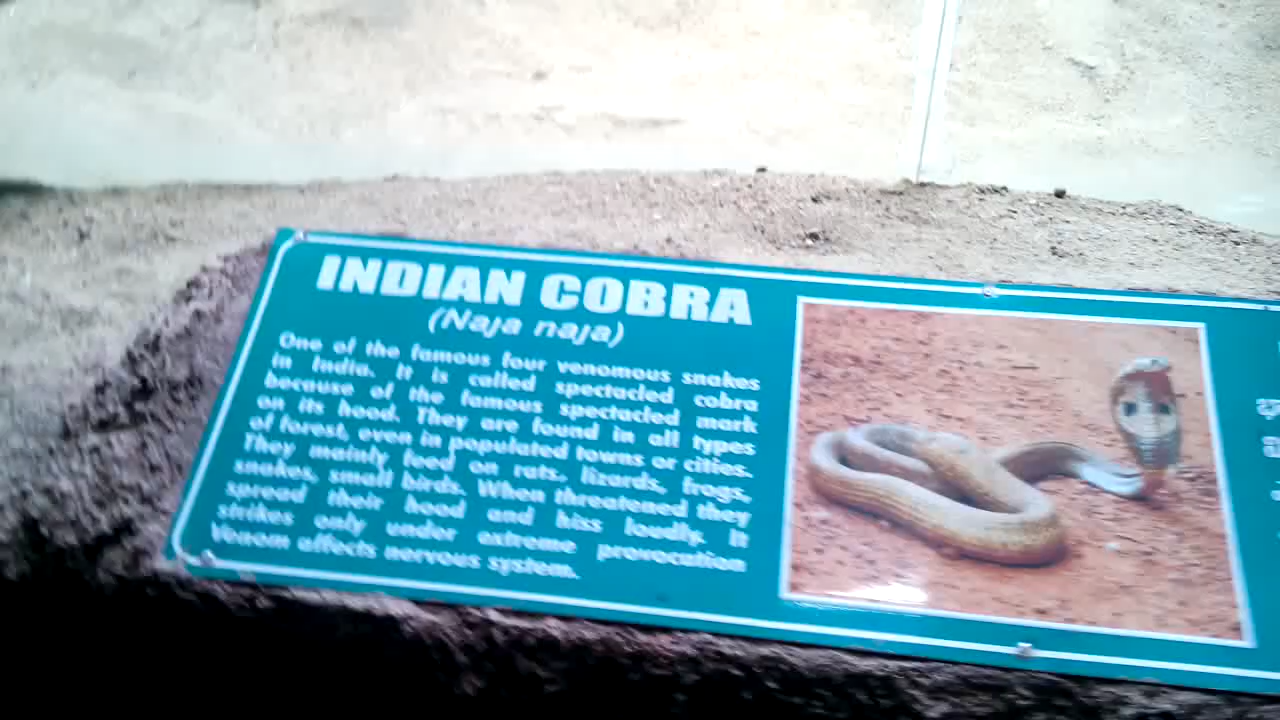 INDIAN COBRA
(Naja naja)
One of the famous four venomous snakes
in India. It is called spectacled cobra
because of the famous spectacled mark
on its hood. They are found in all types
of forest, even in populated towns or cities.
They mainly feed on rats, lizards, frogs,
snakes, small birds. When threatened they
spread their hood and hiss loudly. It
strikes only under extreme provocation
Venom affects nervous system.